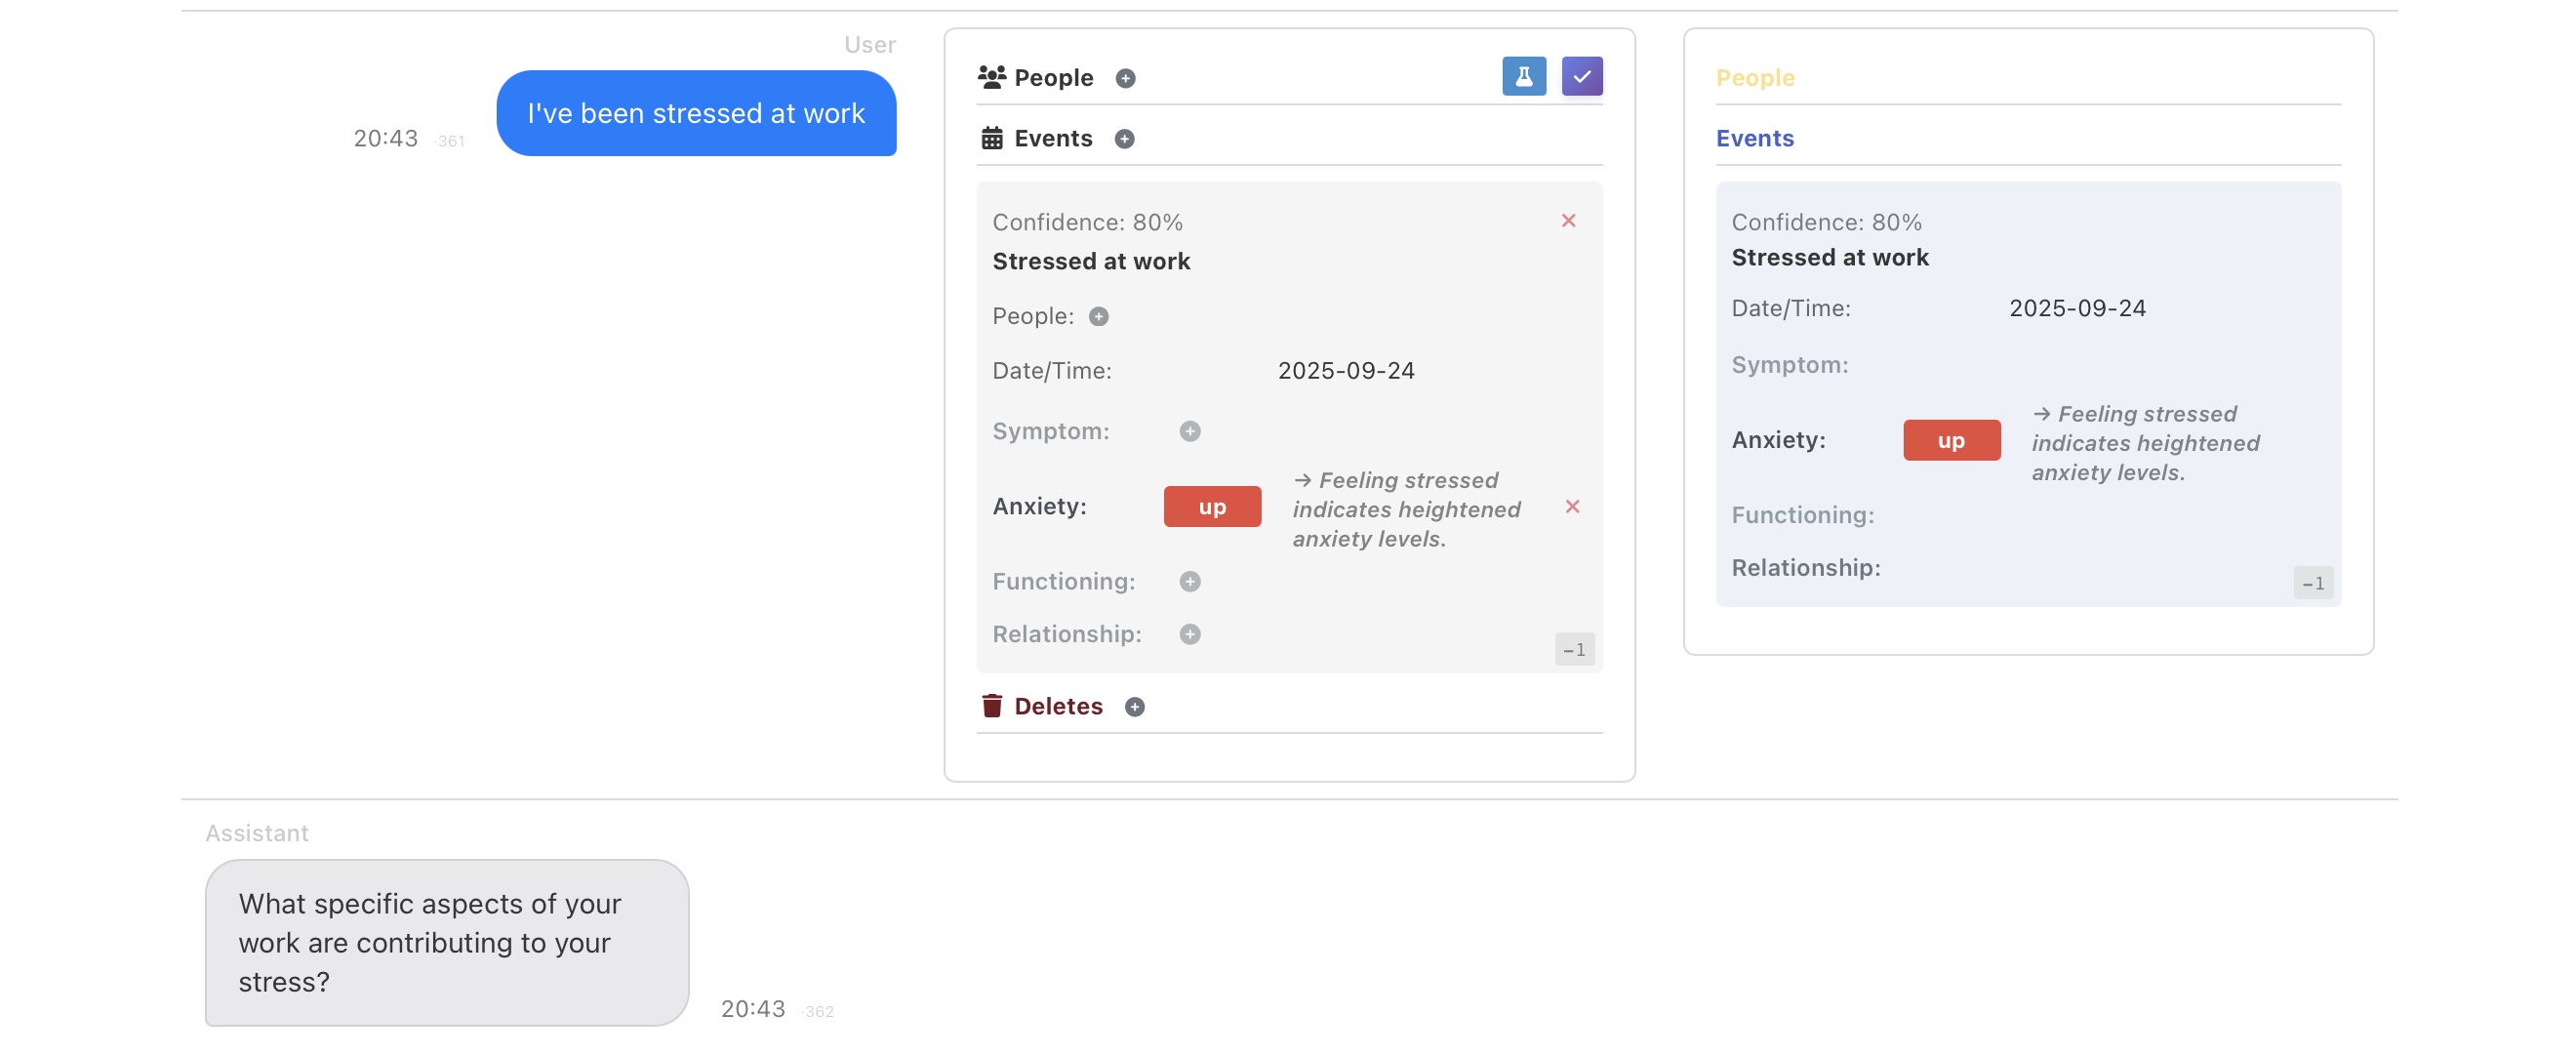 User
I've been stressed at work
20:43 ·361
People
Events
Confidence: 80%
Stressed at work
People:
Date/Time: 2025-09-24
Symptom:
Anxiety: up → Feeling stressed
indicates heightened
anxiety levels.
Functioning:
Relationship:
−1
Deletes
People
Events
Confidence: 80%
Stressed at work
Date/Time: 2025-09-24
Symptom:
Anxiety: up → Feeling stressed
indicates heightened
anxiety levels.
Functioning:
Relationship:
−1
Assistant
What specific aspects of your
work are contributing to your
stress?
20:43 ·362